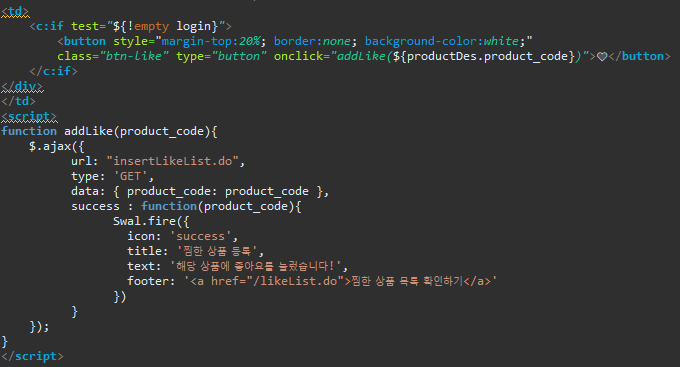 <td>
<c:if test="${!empty login}">
<button style="margin-top:20%; border:none; background-color:white;"
class="btn-like" type="button" onclick="addLike(${productDes.product_code})">🤍</button>
</c:if>
</div>
</td>
<script>
function addLike(product_code){
$.ajax({
url: "insertLikeList.do",
type: 'GET',
data: { product_code: product_code },
success : function(product_code){
Swal.fire({
icon: 'success',
title: '찜한 상품 등록',
text: '해당 상품에 좋아요를 눌렀습니다!',
footer: '<a href="/likeList.do">찜한 상품 목록 확인하기</a>'
})
}
});
}
</script>